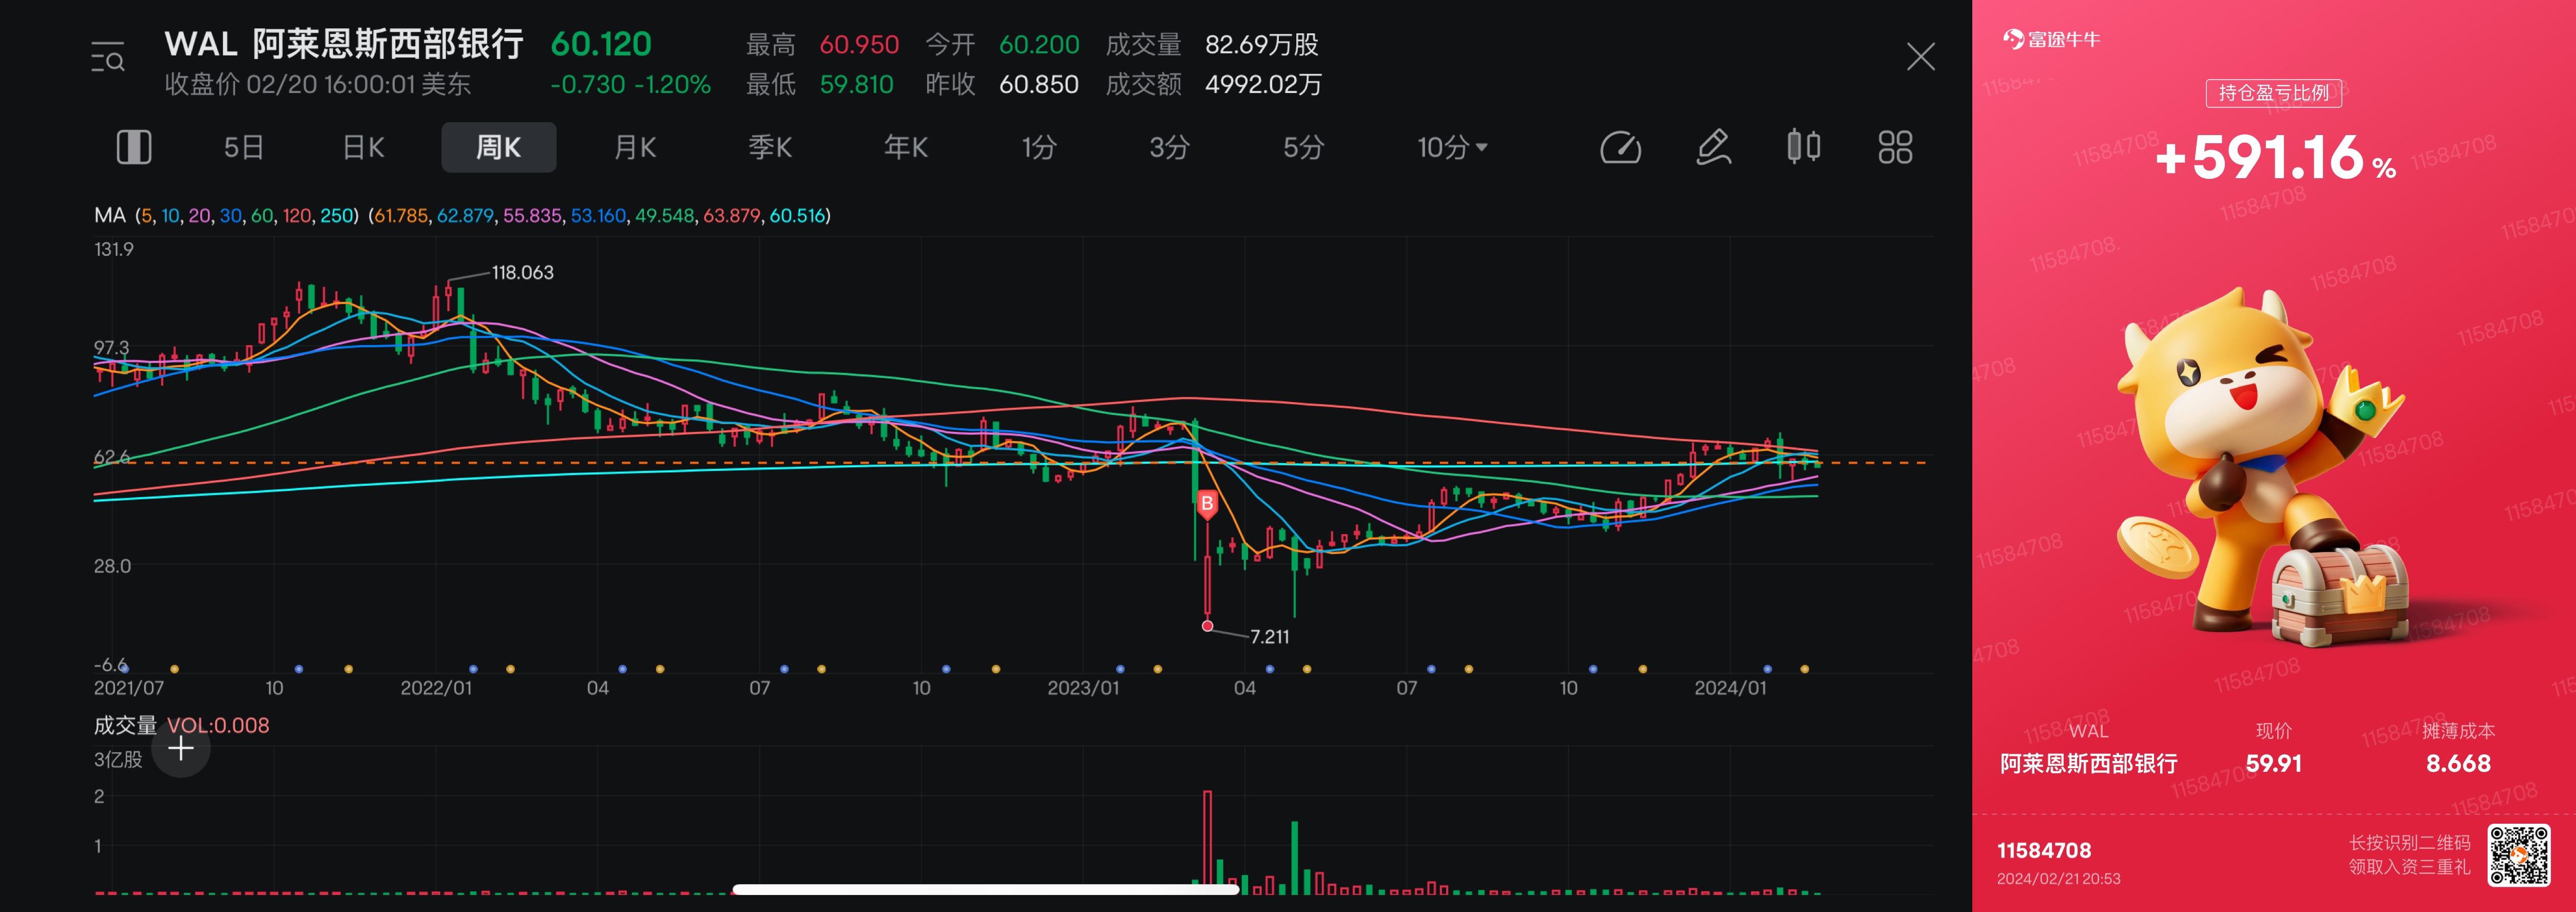 WAL 阿莱恩斯西部银行 60.120 最高 60.950 今开 60.200 成交量 82.69万股
收盘价 02/20 16:00:01 美东 -0.730 -1.20% 最低 59.810 昨收 60.850 成交额 4992.02万
5日 日K 周K 月K 季K 年K 1分 3分 5分 10分
MA (5, 10, 20, 30, 60, 120, 250) (61.785, 62.879, 55.835, 53.160, 49.548, 63.879, 60.516)
131.9
118.063
97.3
62.6
B
28.0
7.211
-6.6
2021/07 10 2022/01 04 07 10 2023/01 04 07 10 2024/01
成交量 VOL:0.008
3亿股
2
1
富途牛牛
持仓盈亏比例
+591.16%
WAL 现价 摊薄成本
阿莱恩斯西部银行 59.91 8.668
11584708
2024/02/21 20:53
长按识别二维码
领取入资三重礼